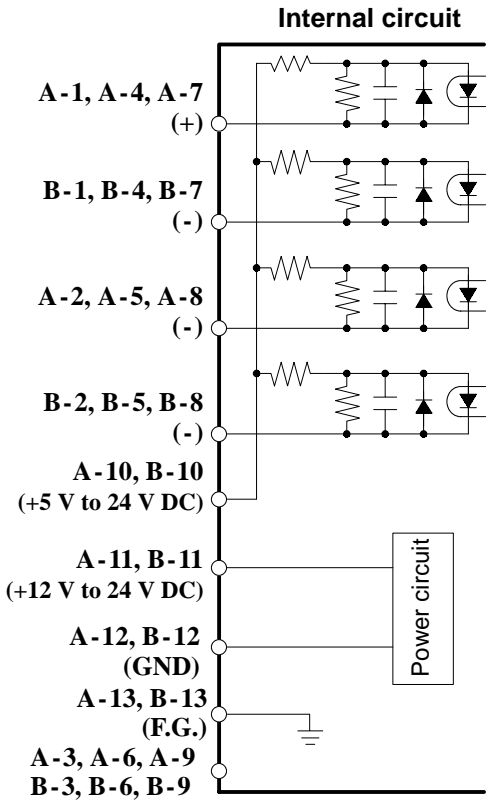 Internal circuit
A-1, A-4, A-7
(+)
B-1, B-4, B-7
(-)
A-2, A-5, A-8
(-)
B-2, B-5, B-8
(-)
A-10, B-10
(+5 V to 24 V DC)
A-11, B-11
(+12 V to 24 V DC)
Power circuit
A-12, B-12
(GND)
A-13, B-13
(F.G.)
A-3, A-6, A-9
B-3, B-6, B-9